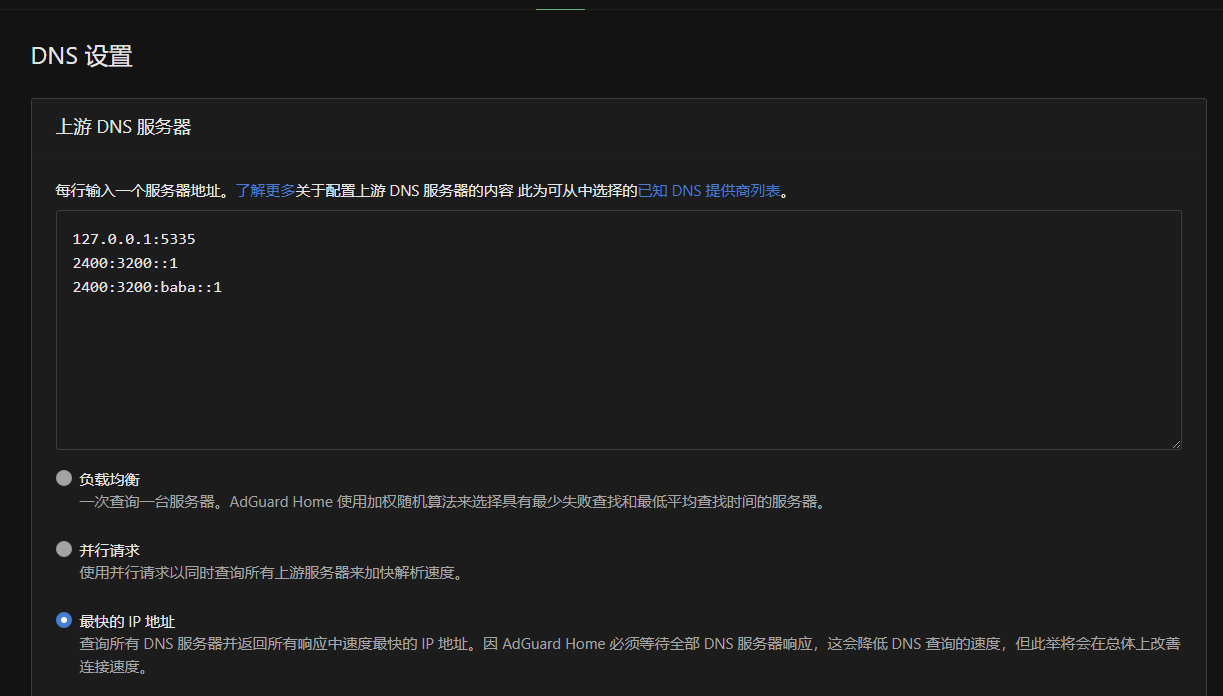 DNS 设置
上游 DNS 服务器
每行输入一个服务器地址。了解更多关于配置上游 DNS 服务器的内容 此为可从中选择的已知 DNS 提供商列表。
127.0.0.1:5335
2400:3200::1
2400:3200:baba::1
负载均衡
一次查询一台服务器。AdGuard Home 使用加权随机算法来选择具有最少失败查找和最低平均查找时间的服务器。
并行请求
使用并行请求以同时查询所有上游服务器来加快解析速度。
最快的 IP 地址
查询所有 DNS 服务器并返回所有响应中速度最快的 IP 地址。因 AdGuard Home 必须等待全部 DNS 服务器响应，这会降低 DNS 查询的速度，但此举将会在总体上改善
连接速度。